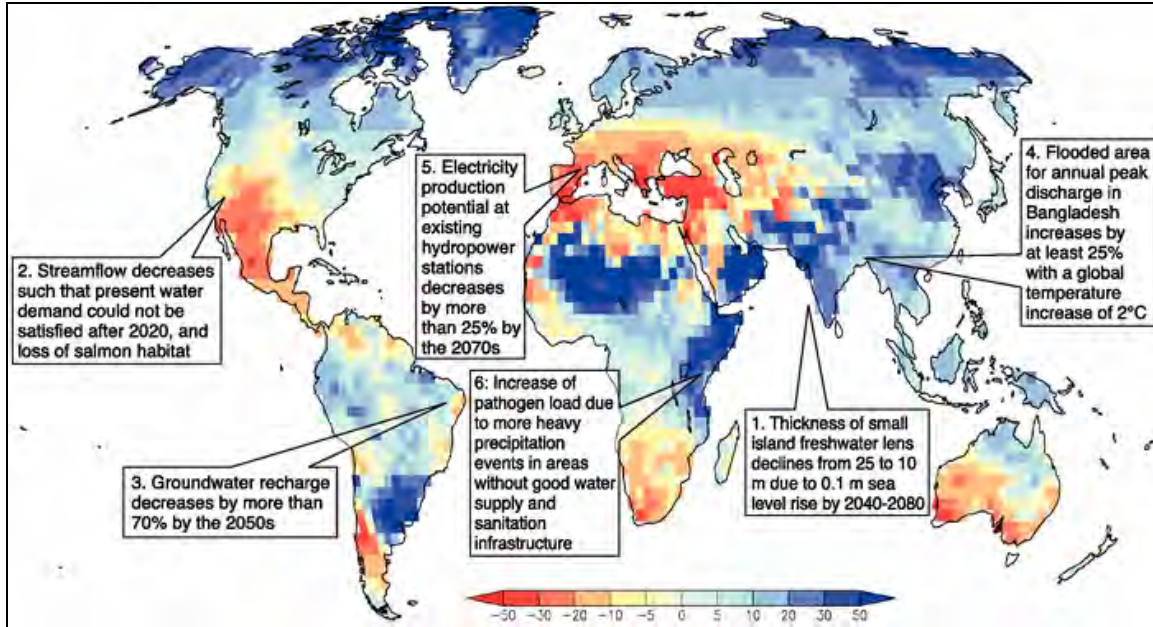 5. Electricity
production
potential at
existing
hydropower
stations
decreases
by more
than 25% by
the 2070s
4. Flooded area
for annual peak
discharge in
Bangladesh
increases by
at least 25%
with a global
temperature
increase of 2°C
2. Streamflow decreases
such that present water
demand could not be
satisfied after 2020, and
loss of salmon habitat
6: Increase of
pathogen load due
to more heavy
precipitation
events in areas
without good water
supply and
sanitation
infrastructure
1. Thickness of small
island freshwater lens
declines from 25 to 10
m due to 0.1 m sea
level rise by 2040-2080
3. Groundwater recharge
decreases by more than
70% by the 2050s
-50 -30 -20 -10 -5 0 5 10 20 30 50